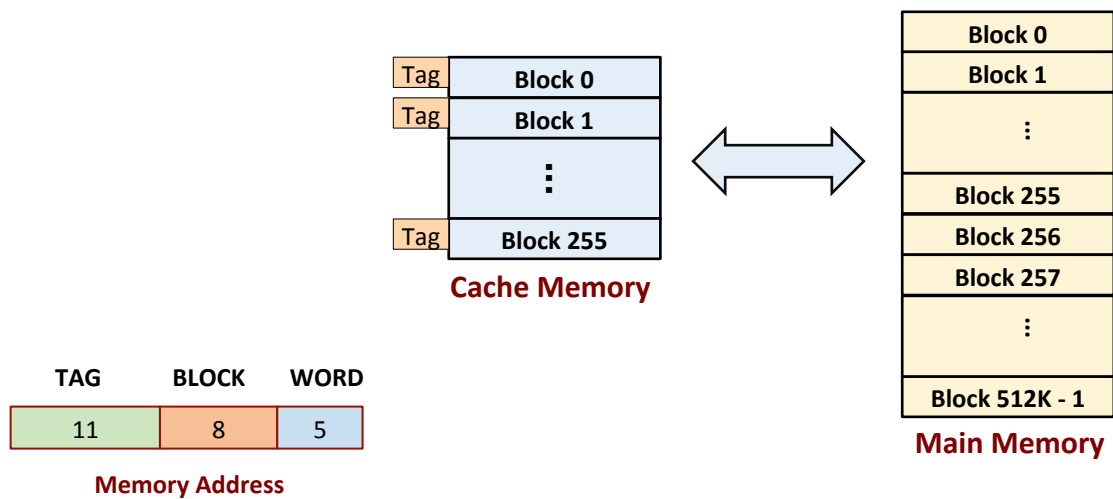 Tag Block 0
Tag Block 1
⋮
Tag Block 255
Cache Memory
Block 0
Block 1
⋮
Block 255
Block 256
Block 257
⋮
Block 512K - 1
Main Memory
TAG BLOCK WORD
11 8 5
Memory Address